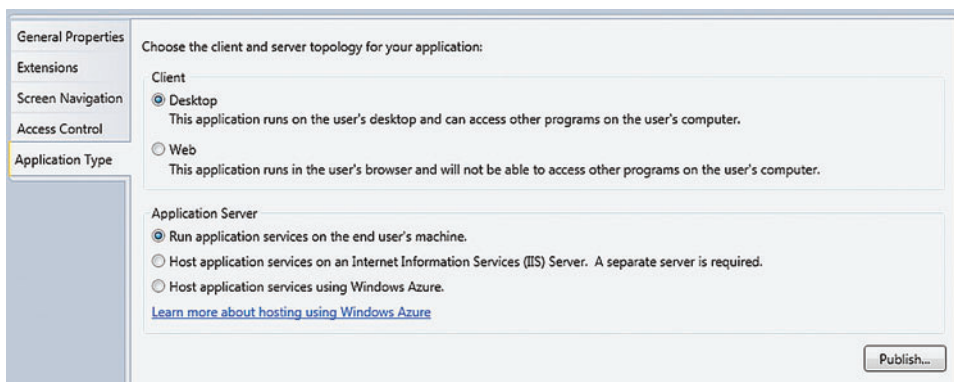 General Properties
Extensions
Screen Navigation
Access Control
Application Type
Choose the client and server topology for your application:
Client
Desktop
This application runs on the user's desktop and can access other programs on the user's computer.
Web
This application runs in the user's browser and will not be able to access other programs on the user's computer.
Application Server
Run application services on the end user's machine.
Host application services on an Internet Information Services (IIS) Server. A separate server is required.
Host application services using Windows Azure.
Learn more about hosting using Windows Azure
Publish...